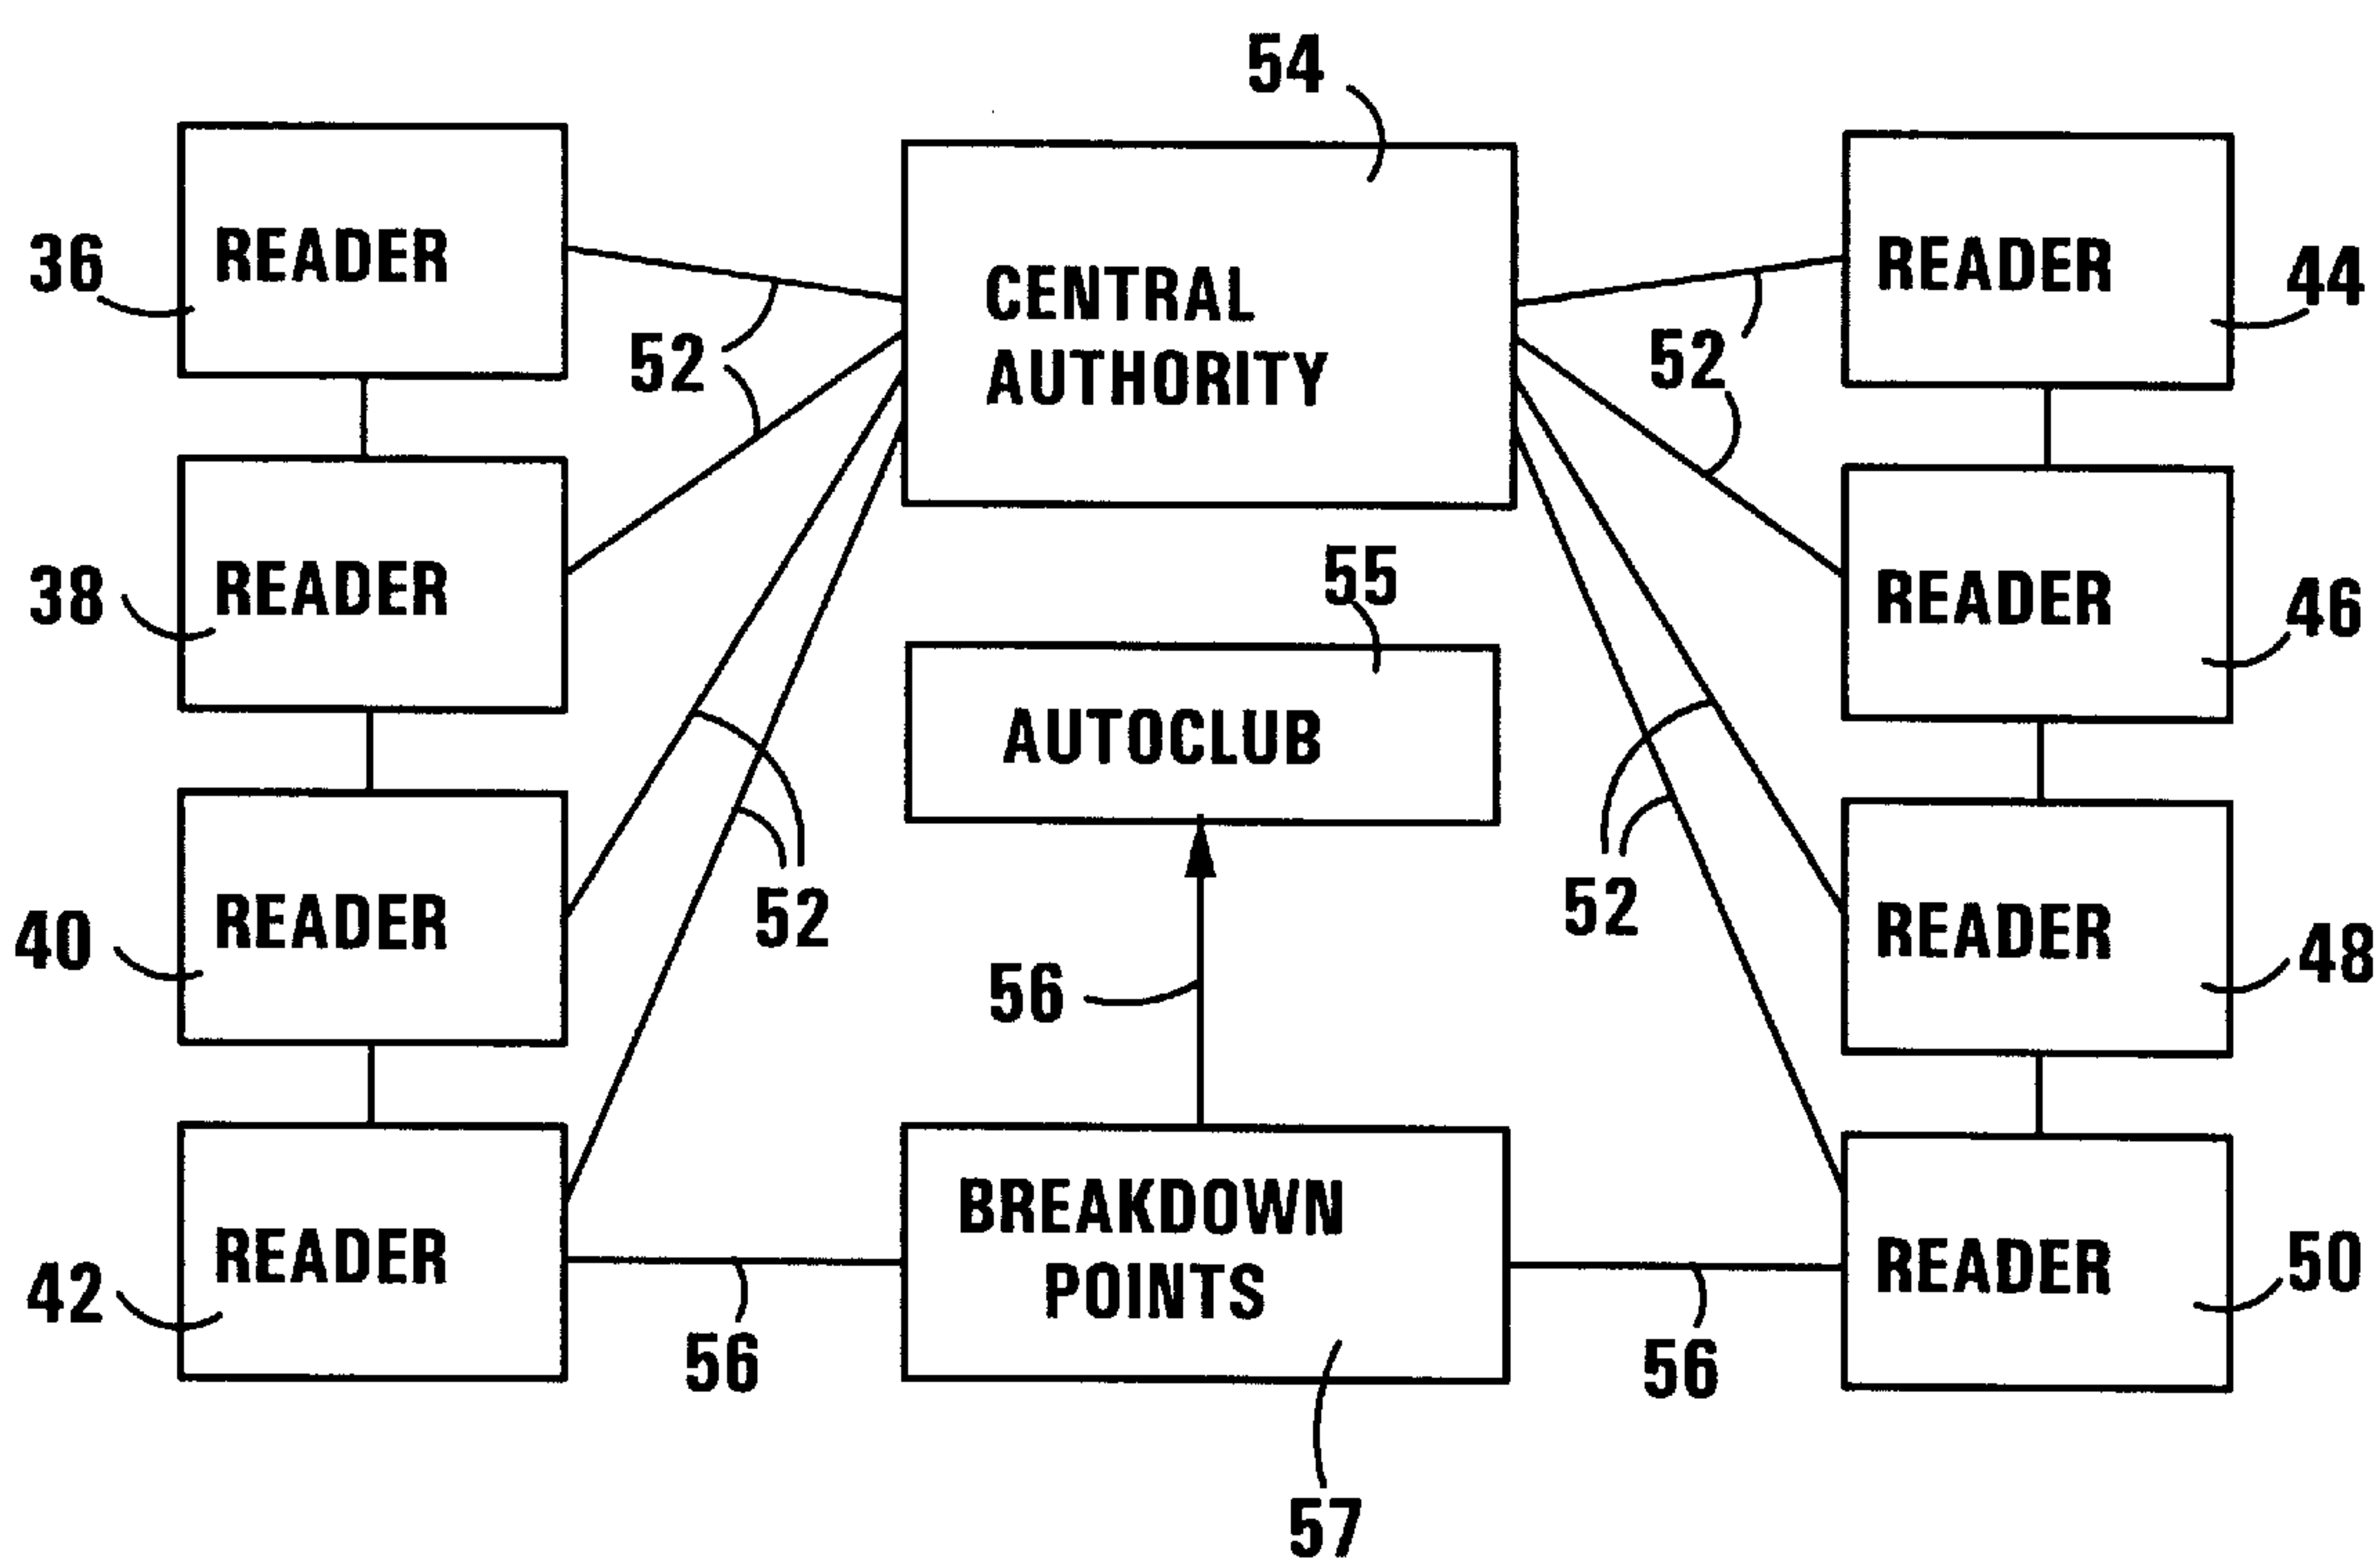 54
READER
READER
36
CENTRAL
AUTHORITY
44
52
52
55
READER
READER
38
46
AUTOCLUB
READER
READER
40
52
52
48
56
BREAKDOWN
POINTS
READER
READER
42
50
56
56
57